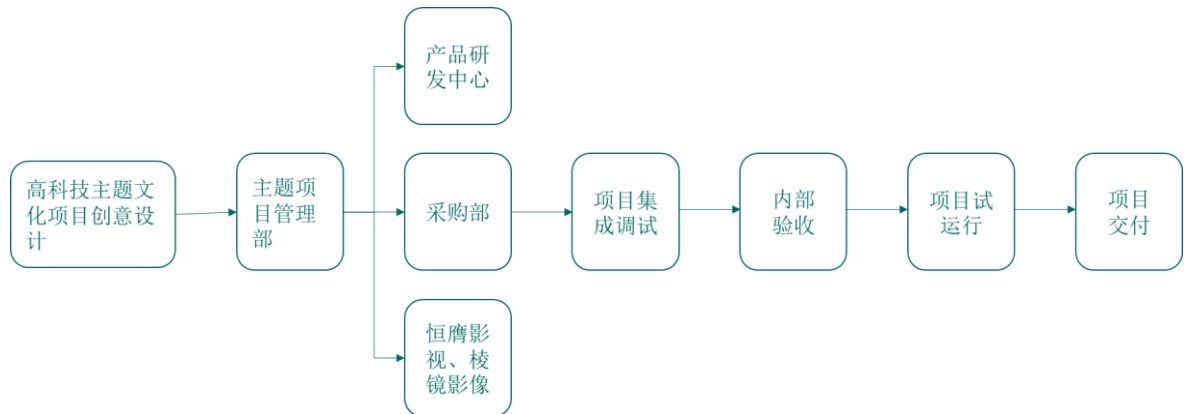 产品研
发中心
高科技主题文
化项目创意设
计
主题项
目管理
部
采购部
项目集
成调试
内部
验收
项目试
运行
项目
交付
恒膺影
视、棱
镜影像